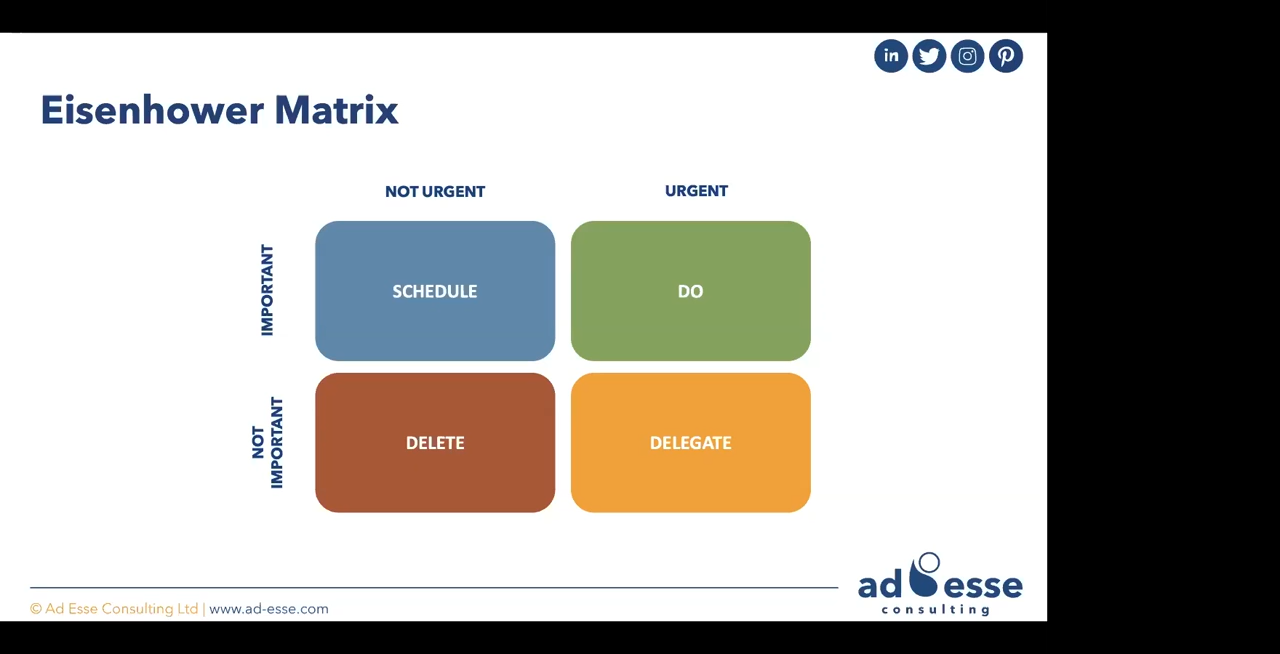 in
Eisenhower Matrix
NOT URGENT
URGENT
IMPORTANT
SCHEDULE
DO
NOT
IMPORTANT
DELETE
DELEGATE
ad esse
consulting
© Ad Esse Consulting Ltd | www.ad-esse.com